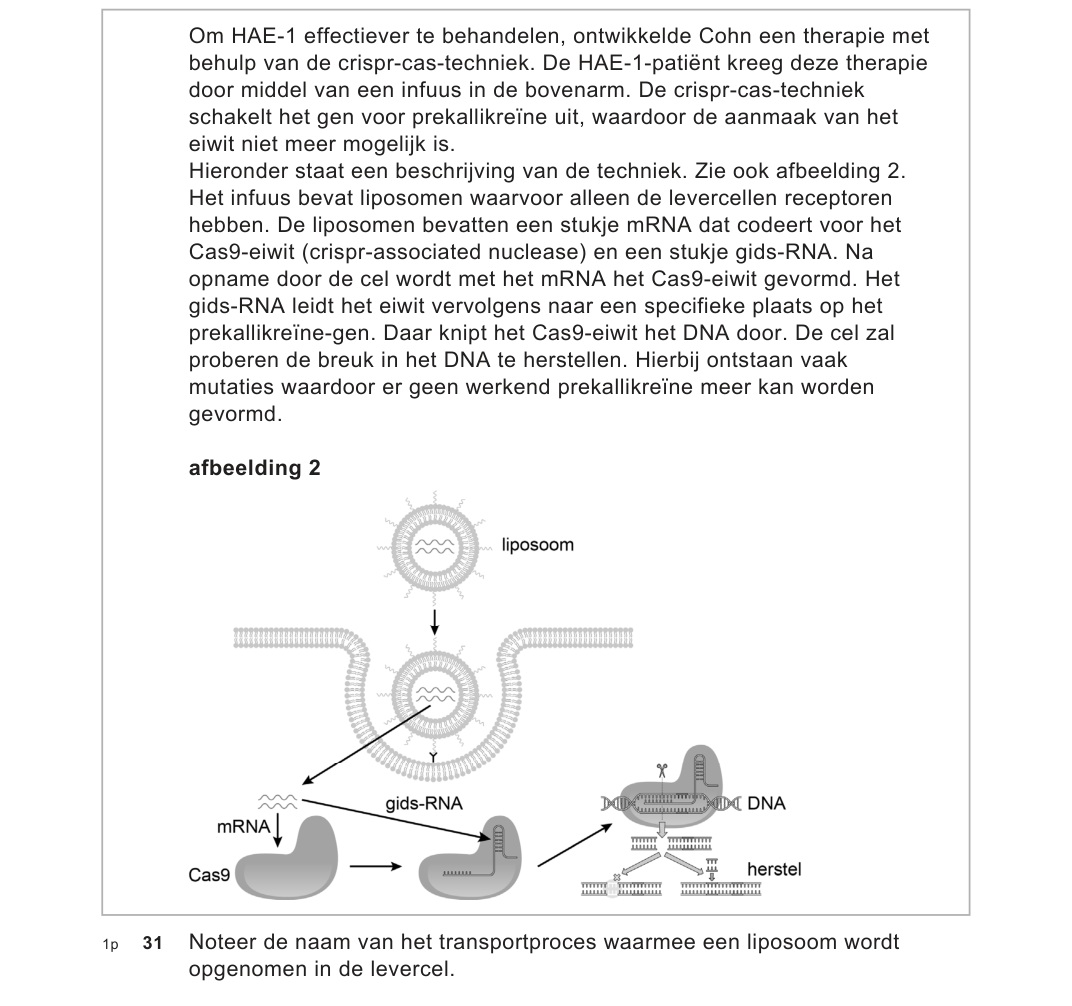 Om HAE-1 effectiever te behandelen, ontwikkelde Cohn een therapie met
behulp van de crispr-cas-techniek. De HAE-1-patiënt kreeg deze therapie
door middel van een infuus in de bovenarm. De crispr-cas-techniek
schakelt het gen voor prekallikreïne uit, waardoor de aanmaak van het
eiwit niet meer mogelijk is.
Hieronder staat een beschrijving van de techniek. Zie ook afbeelding 2.
Het infuus bevat liposomen waarvoor alleen de levercellen receptoren
hebben. De liposomen bevatten een stukje mRNA dat codeert voor het
Cas9-eiwit (crispr-associated nuclease) en een stukje gids-RNA. Na
opname door de cel wordt met het mRNA het Cas9-eiwit gevormd. Het
gids-RNA leidt het eiwit vervolgens naar een specifieke plaats op het
prekallikreïne-gen. Daar knipt het Cas9-eiwit het DNA door. De cel zal
proberen de breuk in het DNA te herstellen. Hierbij ontstaan vaak
mutaties waardoor er geen werkend prekallikreïne meer kan worden
gevormd.
afbeelding 2
liposoom
gids-RNA
DNA
mRNA
Cas9
herstel
1p 31 Noteer de naam van het transportproces waarmee een liposoom wordt
opgenomen in de levercel.